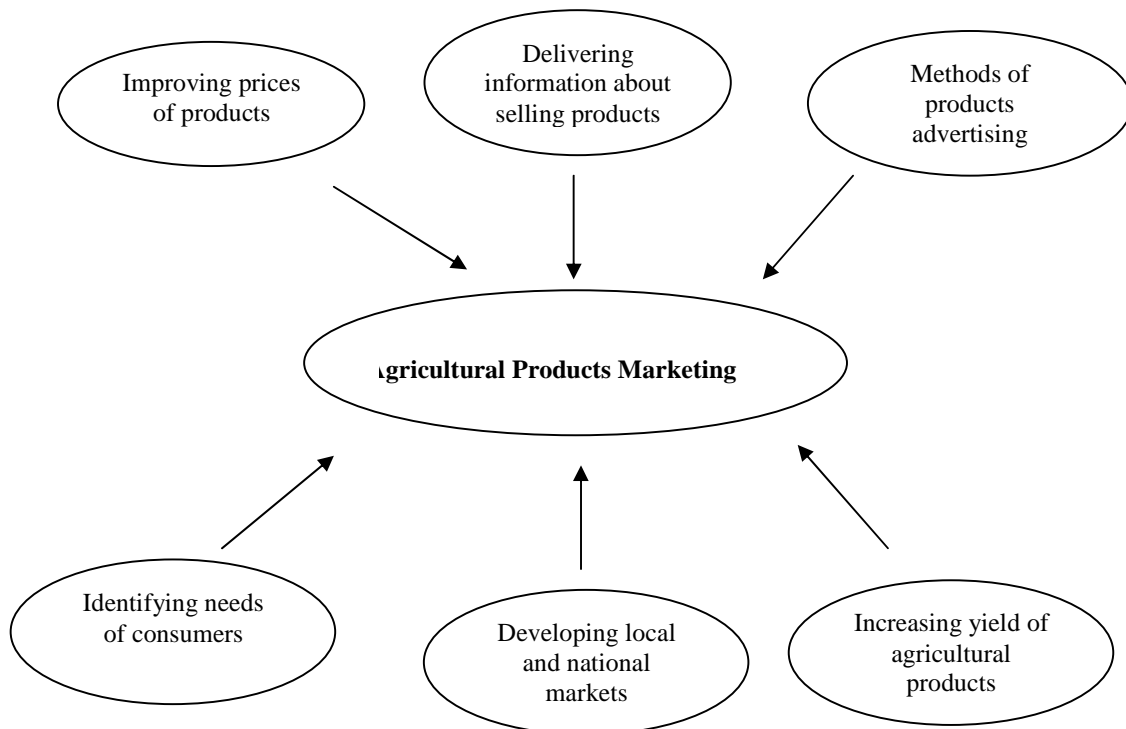 Improving prices
of products
Delivering
information about
selling products
Methods of
products
advertising
Agricultural Products Marketing
Identifying needs
of consumers
Developing local
and national
markets
Increasing yield of
agricultural
products